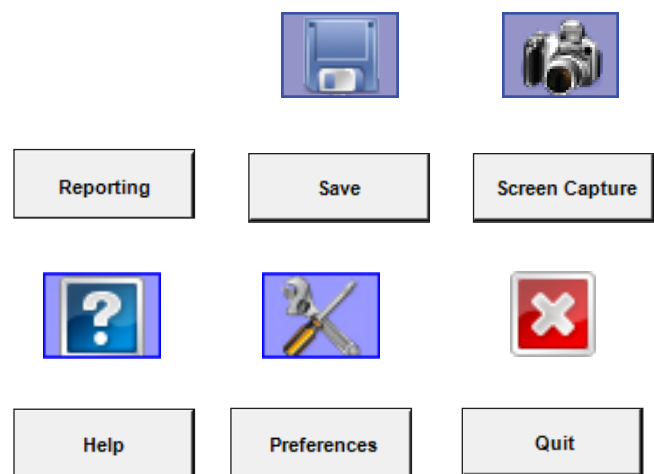 Reporting
Save
Screen Capture
?
Help
Preferences
Quit